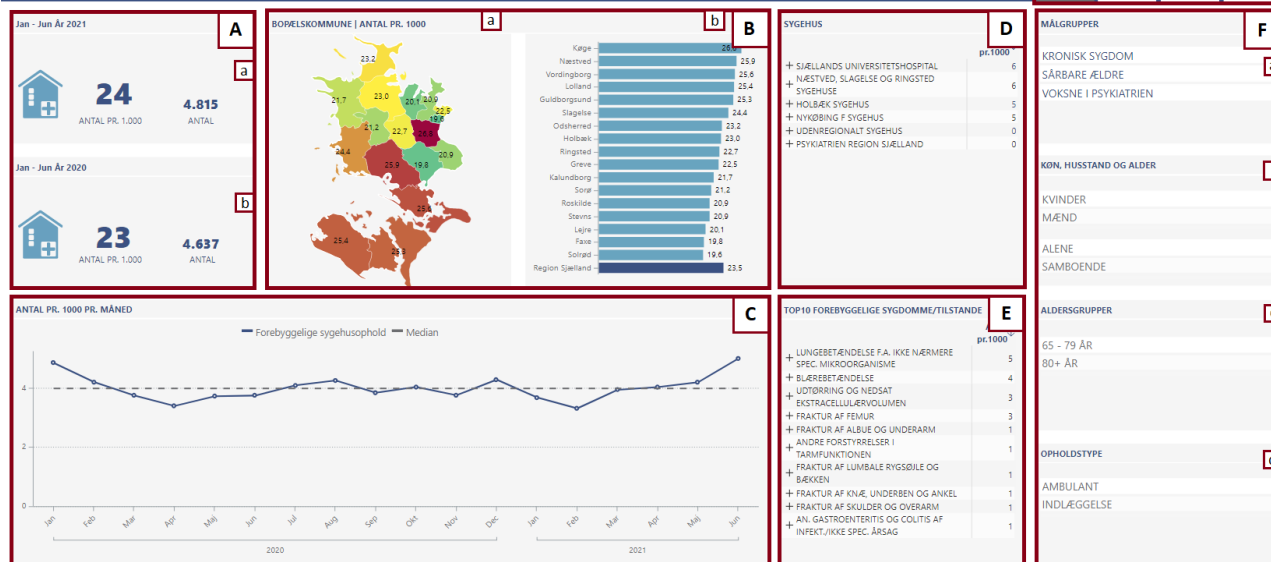 Jan - Jun År 2021
A
a
24
4.815
ANTAL PR. 1.000
ANTAL
Jan - Jun År 2020
b
23
4.637
ANTAL PR. 1.000
ANTAL
BOPÆLSKOMMUNE | ANTAL PR. 1000
a
b
B
23,2
21,7
23,0
20,1
20,9
22,5
19,6
21,2
22,7
26,0
24,4
25,9
19,8
20,9
25,6
25,4
25,3
Køge
26,0
Næstved
25,9
Vordingborg
25,6
Lolland
25,4
Guldborgsund
25,3
Slagelse
24,4
Odsherred
23,2
Holbæk
23,0
Ringsted
22,7
Greve
22,5
Kalundborg
21,7
Sorø
21,2
Roskilde
20,9
Stevns
20,9
Lejre
20,1
Faxe
19,8
Solrød
19,6
Region Sjælland
23,5
ANTAL PR. 1000 PR. MÅNED
C
Forebyggelige sygehusophold
Median
4
2
0
Jan Feb Mar Apr Maj Jun Jul Aug Sep Okt Nov Dec Jan Feb Mar Apr Maj Jun
2020 2021
SYGEHUS
D
pr.1000
SJÆLLANDS UNIVERSITETSHOSPITAL 6
NÆSTVED, SLAGELSE OG RINGSTED
SYGEHUSE 6
HOLBÆK SYGEHUS 5
NYKØBING F SYGEHUS 5
UDENREGIONALT SYGEHUS 0
PSYKIATRIEN REGION SJÆLLAND 0
TOP10 FOREBYGGELIGE SYGDOMME/TILSTANDE
E
pr.1000
LUNGEBETÆNDELSE F.A. IKKE NÆRMERE
SPEC. MIKROORGANISME 5
BLÆREBETÆNDELSE 4
UDTØRRING OG NEDSAT
EKSTRACELLULÆRVOLUMEN 3
FRAKTUR AF FEMUR 3
FRAKTUR AF ALBUE OG UNDERARM 1
ANDRE FORSTYRRELSER I
TARMFUNKTIONEN 1
FRAKTUR AF LUMBALE RYGSØJLE OG
BÆKKEN 1
FRAKTUR AF KNÆ, UNDERBEN OG ANKEL 1
FRAKTUR AF SKULDER OG OVERARM 1
AN. GASTROENTERITIS OG COLITIS AF
INFEKT./IKKE SPEC. ÅRSAG 1
MÅLGRUPPER
F
KRONISK SYGDOM
SÅRBARE ÆLDRE
VOKSNE I PSYKIATRIEN
KØN, HUSSTAND OG ALDER
KVINDER
MÆND
ALENE
SAMBOENDE
ALDERSGRUPPER
65 - 79 ÅR
80+ ÅR
OPHOLDSTYPE
AMBULANT
INDLÆGGELSE